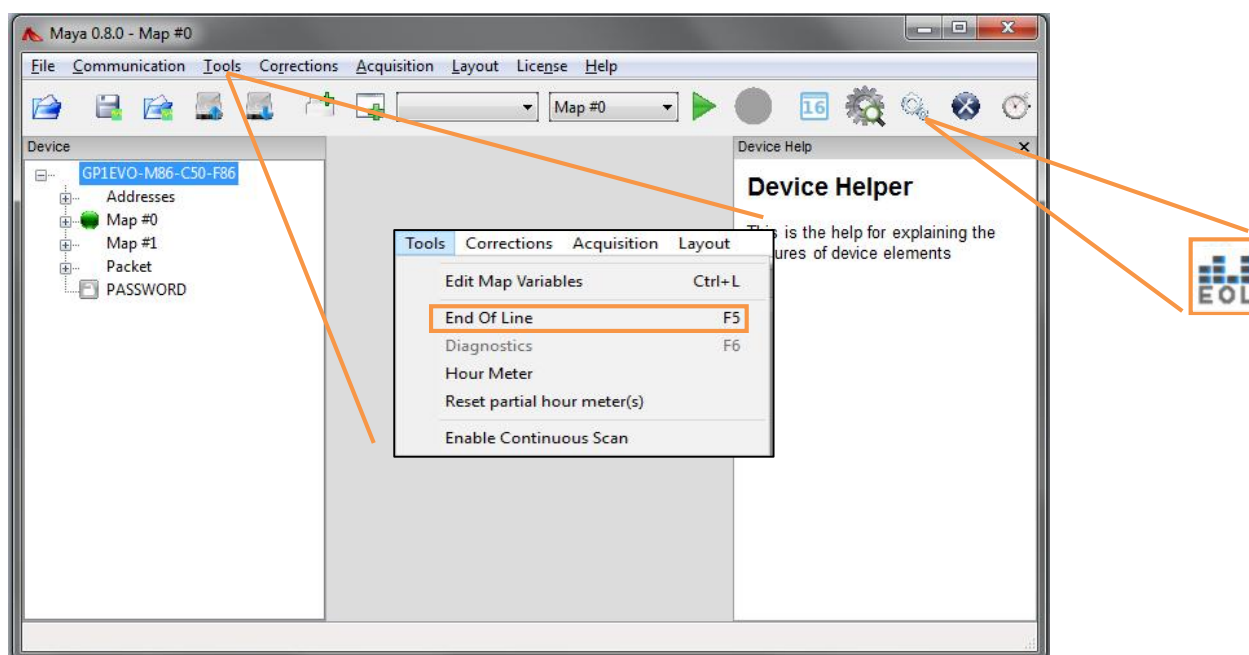 Maya 0.8.0 - Map #0
File Communication Tools Corrections Acquisition Layout License Help
Map #0
16
Device
GP1EVO-M86-C50-F86
Addresses
Map #0
Map #1
Packet
PASSWORD
Device Help
Device Helper
is the help for explaining the
of device elements
Tools Corrections Acquisition Layout
Edit Map Variables Ctrl+L
End Of Line F5
Diagnostics F6
Hour Meter
Reset partial hour meter(s)
Enable Continuous Scan
EOL